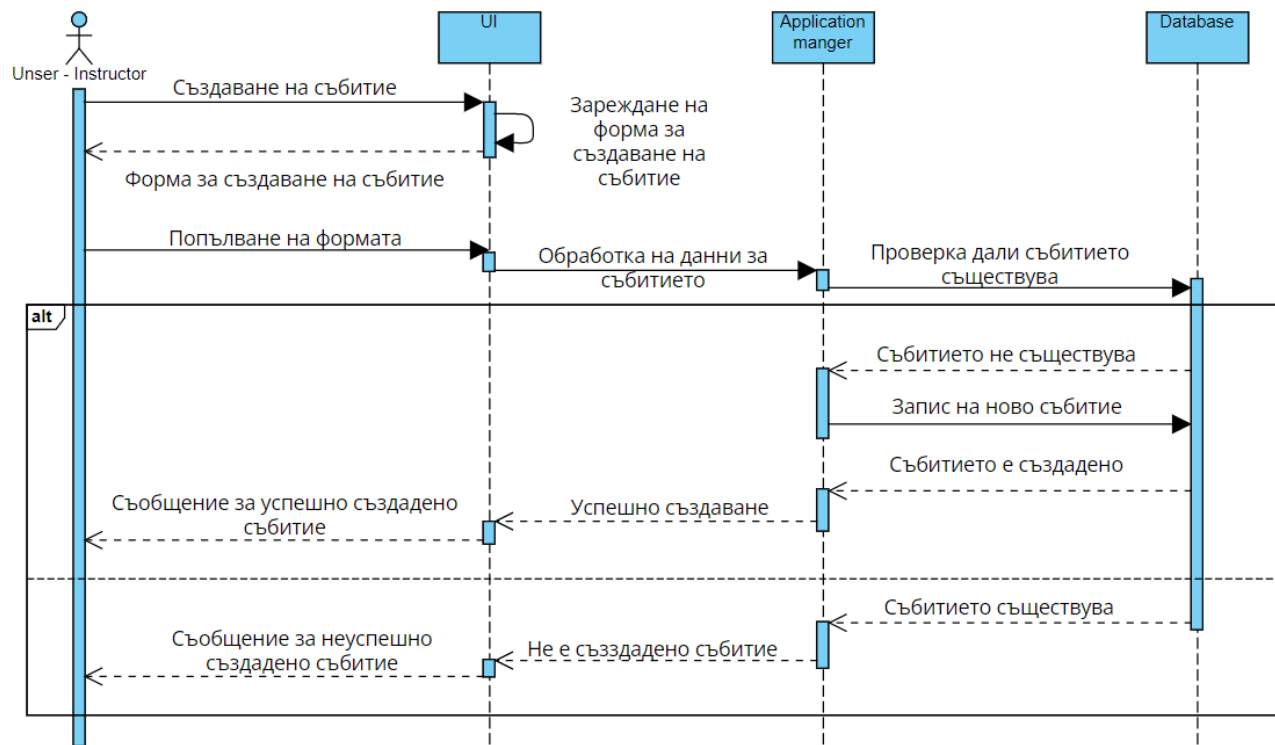 Unser - Instructor
UI
Application
manger
Database
Създаване на събитие
Зареждане на
форма за
създаване на
събитие
Форма за създаване на събитие
Попълване на формата
Обработка на данни за
събитието
Проверка дали събитието
съществува
alt
Събитието не съществува
Запис на ново събитие
Събитието е създадено
Успешно създаване
Съобщение за успешно създадено
събитие
Събитието съществува
Не е съзздадено събитие
Съобщение за неуспешно
създадено събитие